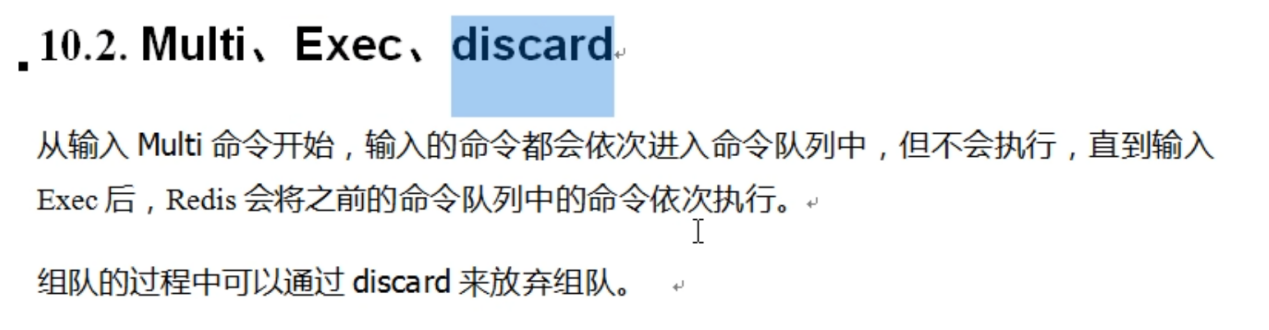 10.2. Multi、Exec、discard
从输入 Multi 命令开始，输入的命令都会依次进入命令队列中，但不会执行，直到输入
Exec 后，Redis 会将之前的命令队列中的命令依次执行。
组队的过程中可以通过 discard 来放弃组队。